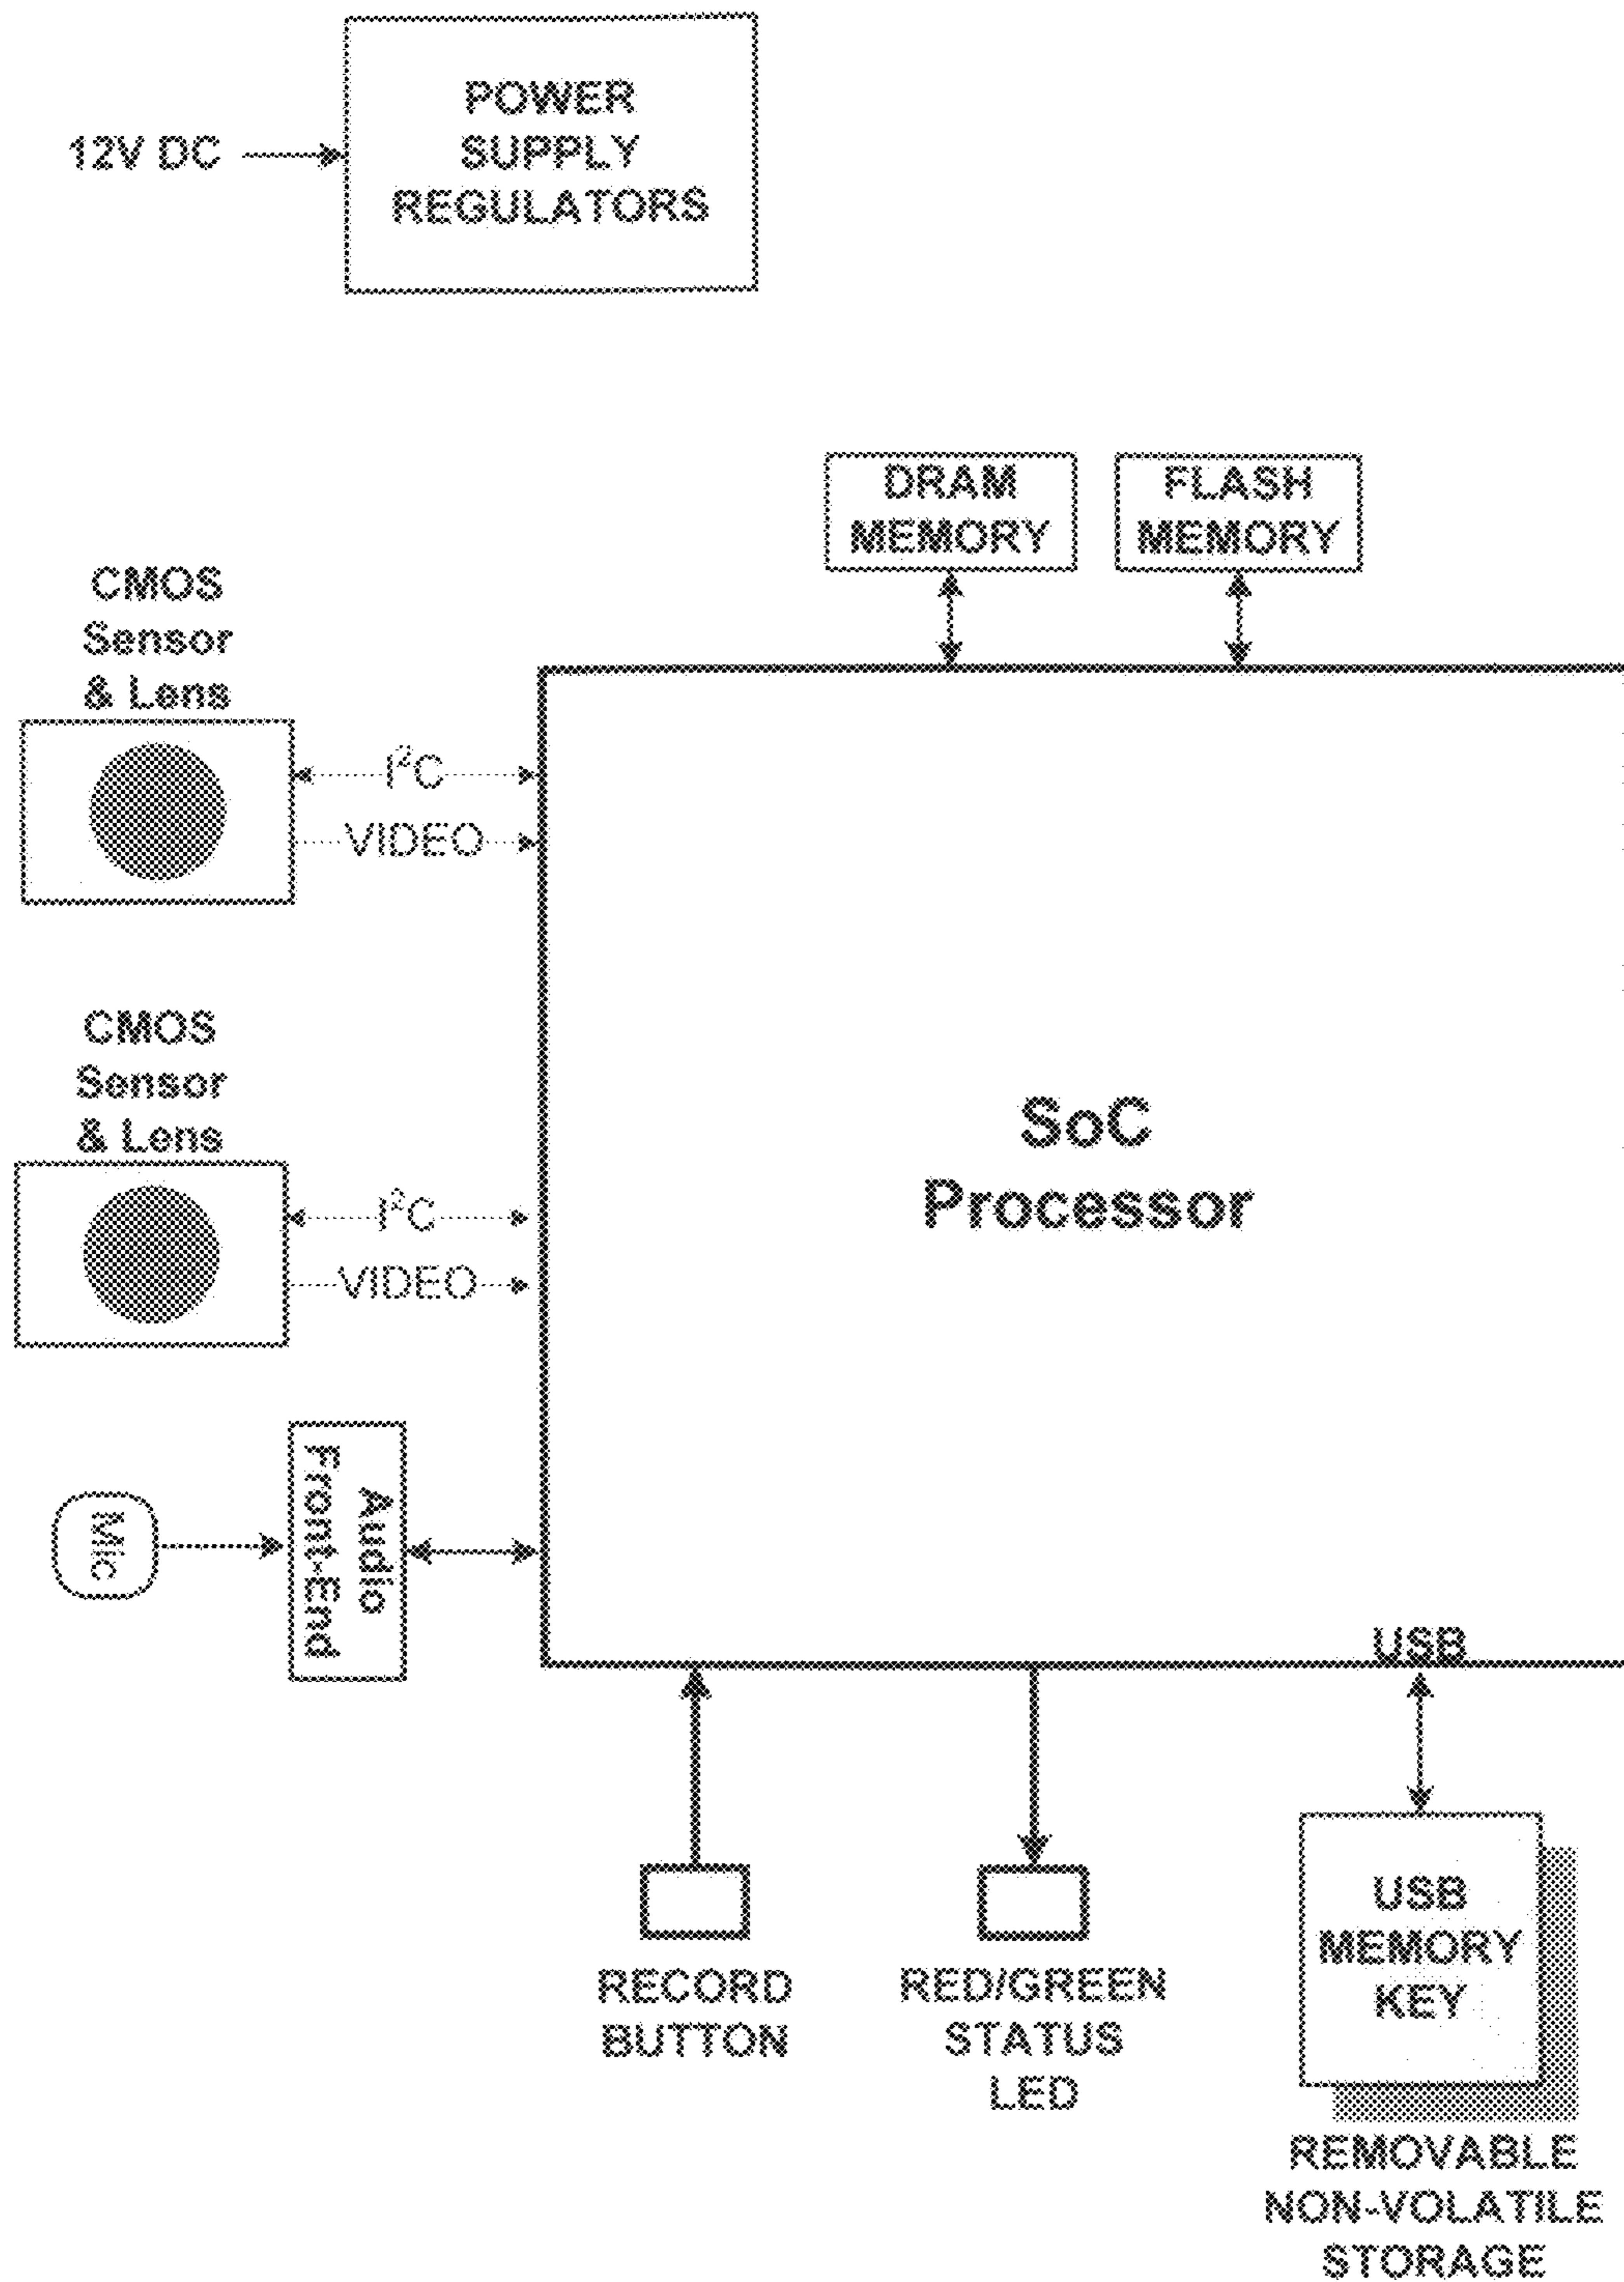 POWER
SUPPLY
REGULATORS
12V DC
DRAM
MEMORY
FLASH
MEMORY
CMOS
Sensor
& Lens
I²C
VIDEO
CMOS
Sensor
& Lens
I²C
VIDEO
SoC
Processor
Mic
Audio
Front-End
USB
RECORD
BUTTON
RED/GREEN
STATUS
LED
USB
MEMORY
KEY
REMOVABLE
NON-VOLATILE
STORAGE